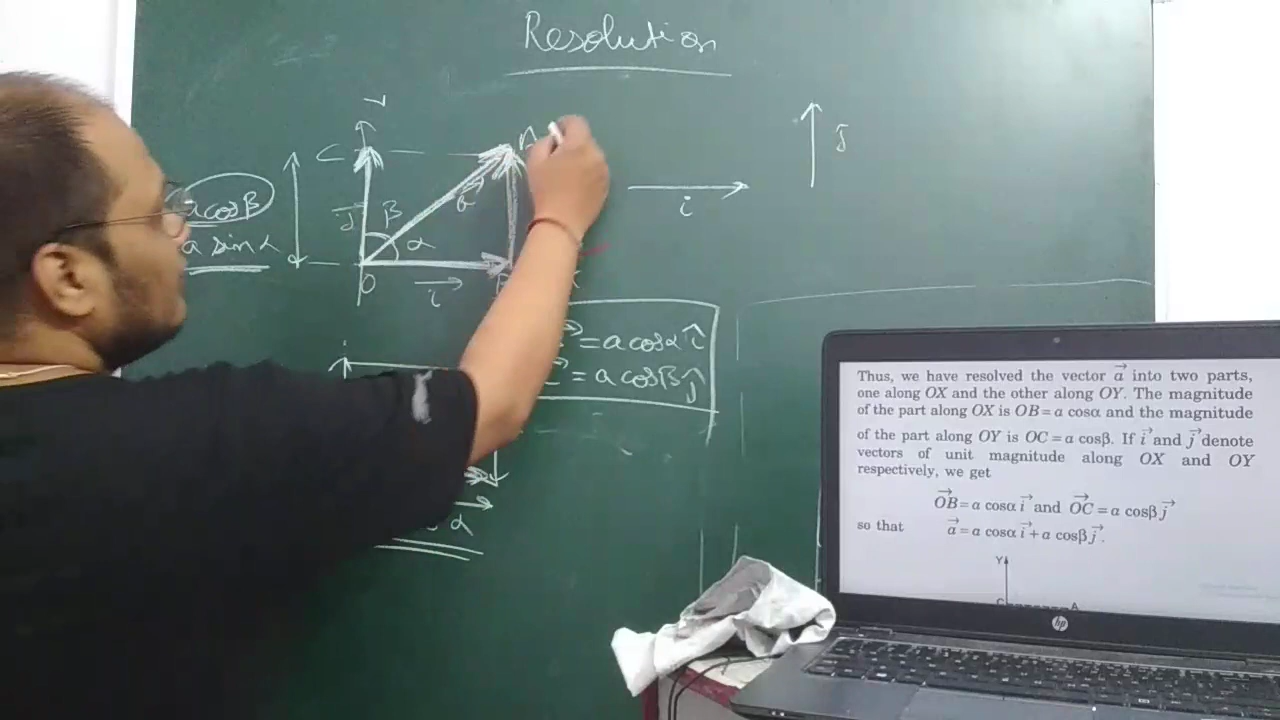 Resolution
C
A
j
a cosβ
a sin α
j
β
a
α
i
O
i
= a cosα î
= a cosβ ĵ
α
Thus, we have resolved the vector a⃗ into two parts,
one along OX and the other along OY. The magnitude
of the part along OX is OB = a cosα and the magnitude
of the part along OY is OC = a cosβ. If i⃗ and j⃗ denote
vectors of unit magnitude along OX and OY
respectively, we get
OB⃗ = a cosα i⃗ and OC⃗ = a cosβ j⃗
so that a⃗ = a cosα i⃗ + a cosβ j⃗.
Y
A
hp